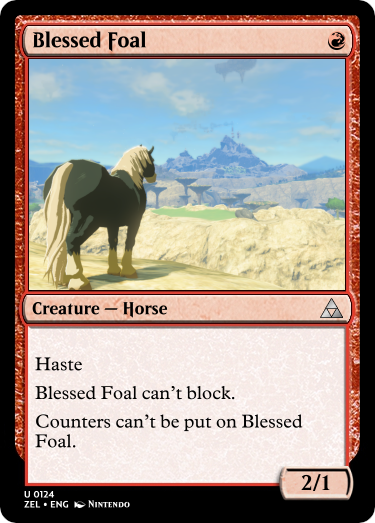 Blessed Foal
Creature — Horse
Haste
Blessed Foal can't block.
Counters can't be put on Blessed
Foal.
2/1
U 0124
ZEL • ENG Nintendo